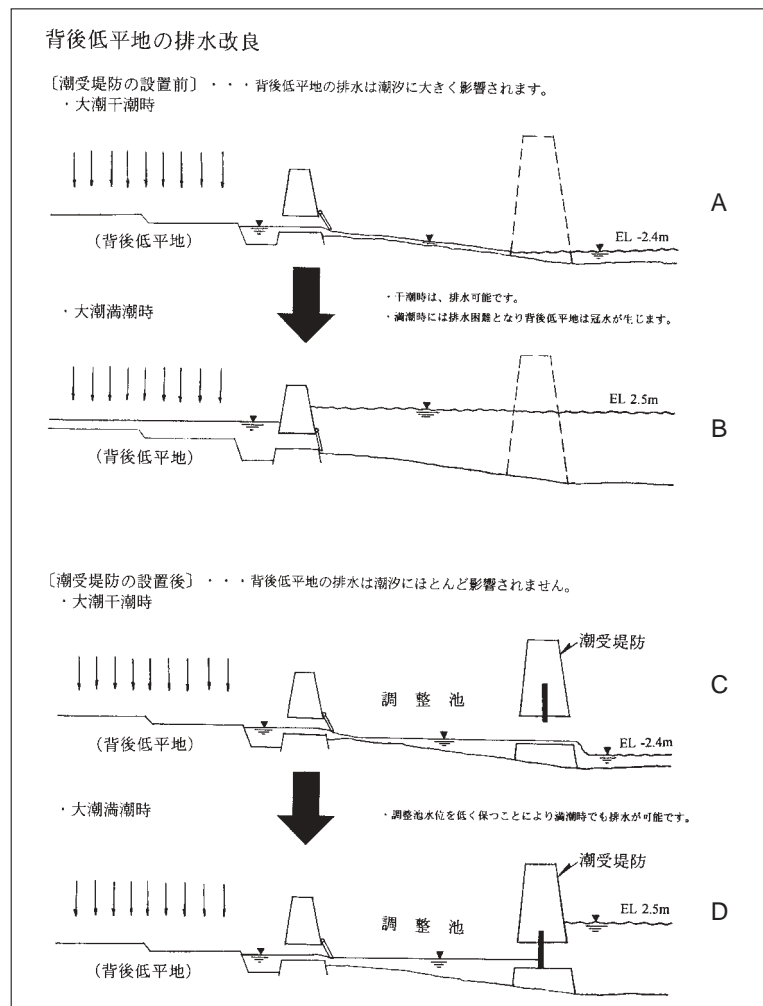 背後低平地の排水改良
〔潮受堤防の設置前〕・・・背後低平地の排水は潮汐に大きく影響されます。
・大潮干潮時
A
EL -2.4m
(背後低平地)
・干潮時は、排水可能です。
・大潮満潮時
・満潮時には排水困難となり背後低平地は冠水が生じます。
EL 2.5m
B
(背後低平地)
〔潮受堤防の設置後〕・・・背後低平地の排水は潮汐にほとんど影響されません。
・大潮干潮時
潮受堤防
調整池
C
(背後低平地)
EL -2.4m
・大潮満潮時
・調整池水位を低く保つことにより満潮時でも排水が可能です。
潮受堤防
EL 2.5m
調整池
D
(背後低平地)